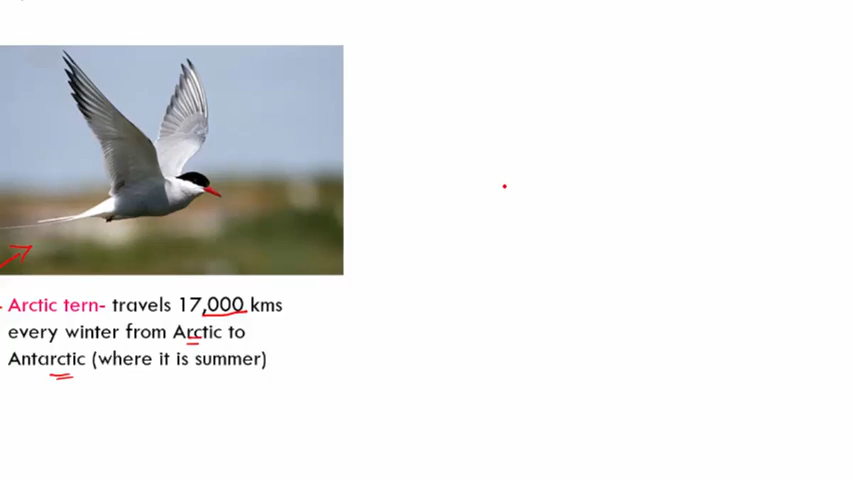 Arctic tern- travels 17,000 kms
every winter from Arctic to
Antarctic (where it is summer)